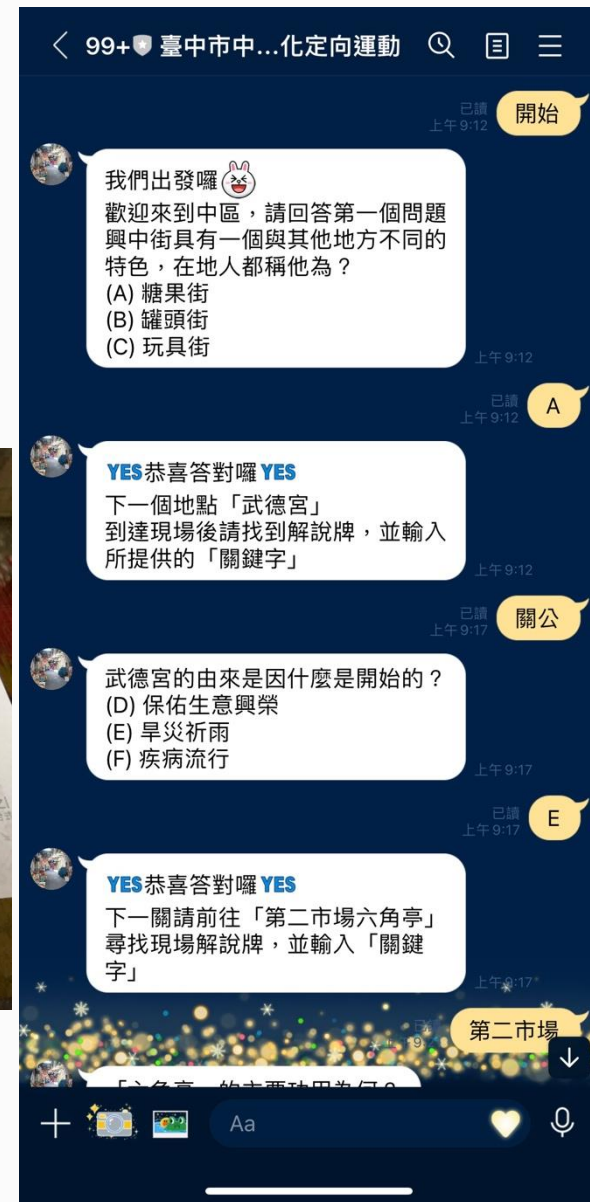 99+ 臺中市中...化定向運動
已讀
上午9:12
開始
我們出發囉
歡迎來到中區，請回答第一個問題
興中街具有一個與其他地方不同的
特色，在地人都稱他為？
(A) 糖果街
(B) 罐頭街
(C) 玩具街
上午9:12
已讀
上午9:12
A
YES恭喜答對囉YES
下一個地點「武德宮」
到達現場後請找到解說牌，並輸入
所提供的「關鍵字」
上午9:12
已讀
上午9:17
關公
武德宮的由來是因什麼是開始的？
(D) 保佑生意興榮
(E) 旱災祈雨
(F) 疾病流行
上午9:17
已讀
上午9:17
E
YES恭喜答對囉YES
下一關請前往「第二市場六角亭」
尋找現場解說牌，並輸入「關鍵
字」
上午9:17
第二市場
「六角亭」的主要功用為何？
Aa